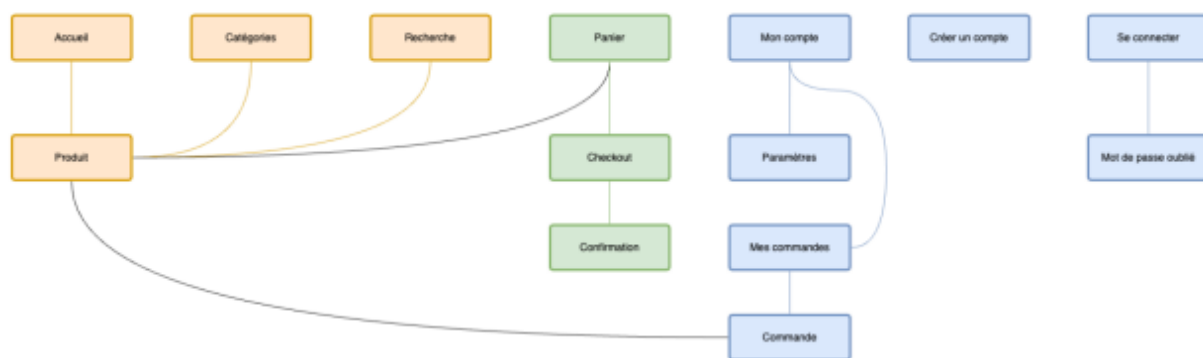 Accueil
Catégories
Recherche
Panier
Mon compte
Créer un compte
Se connecter
Produit
Checkout
Paramètres
Mot de passe oublié
Confirmation
Mes commandes
Commande